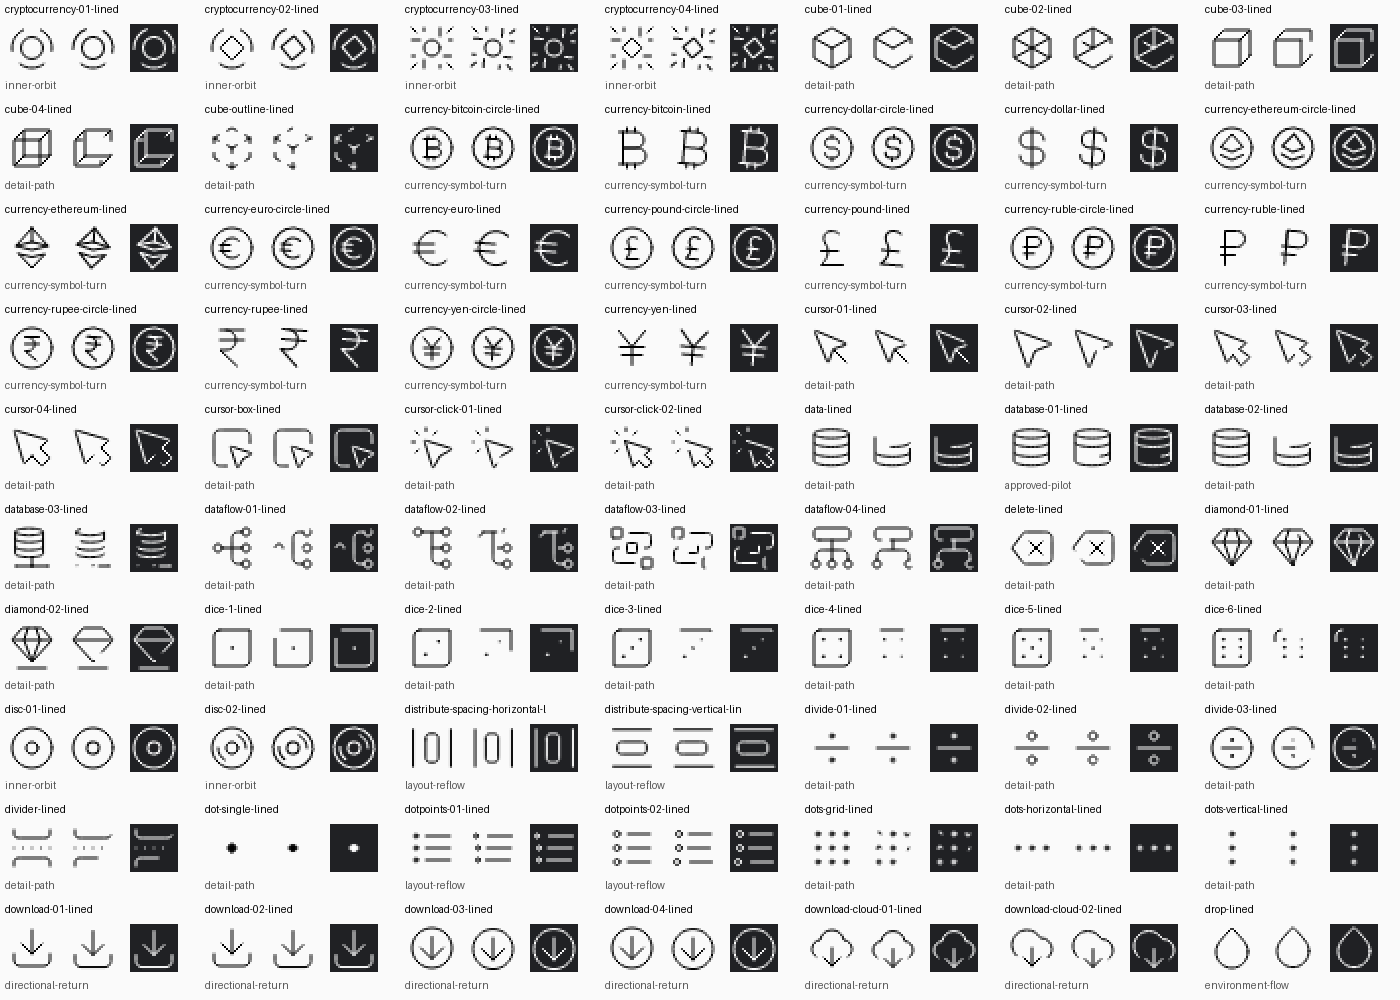 cryptocurrency-01-lined cryptocurrency-02-lined cryptocurrency-03-lined cryptocurrency-04-lined cube-01-lined cube-02-lined cube-03-lined
inner-orbit inner-orbit inner-orbit inner-orbit detail-path detail-path detail-path
cube-04-lined cube-outline-lined currency-bitcoin-circle-lined currency-bitcoin-lined currency-dollar-circle-lined currency-dollar-lined currency-ethereum-circle-lined
detail-path detail-path currency-symbol-turn currency-symbol-turn currency-symbol-turn currency-symbol-turn currency-symbol-turn
currency-ethereum-lined currency-euro-circle-lined currency-euro-lined currency-pound-circle-lined currency-pound-lined currency-ruble-circle-lined currency-ruble-lined
currency-symbol-turn currency-symbol-turn currency-symbol-turn currency-symbol-turn currency-symbol-turn currency-symbol-turn currency-symbol-turn
currency-rupee-circle-lined currency-rupee-lined currency-yen-circle-lined currency-yen-lined cursor-01-lined cursor-02-lined cursor-03-lined
currency-symbol-turn currency-symbol-turn currency-symbol-turn currency-symbol-turn detail-path detail-path detail-path
cursor-04-lined cursor-box-lined cursor-click-01-lined cursor-click-02-lined data-lined database-01-lined database-02-lined
detail-path detail-path detail-path detail-path detail-path approved-pilot detail-path
database-03-lined dataflow-01-lined dataflow-02-lined dataflow-03-lined dataflow-04-lined delete-lined diamond-01-lined
detail-path detail-path detail-path detail-path detail-path detail-path detail-path
diamond-02-lined dice-1-lined dice-2-lined dice-3-lined dice-4-lined dice-5-lined dice-6-lined
detail-path detail-path detail-path detail-path detail-path detail-path detail-path
disc-01-lined disc-02-lined distribute-spacing-horizontal-l distribute-spacing-vertical-lin divide-01-lined divide-02-lined divide-03-lined
inner-orbit inner-orbit layout-reflow layout-reflow detail-path detail-path detail-path
divider-lined dot-single-lined dotpoints-01-lined dotpoints-02-lined dots-grid-lined dots-horizontal-lined dots-vertical-lined
detail-path detail-path layout-reflow layout-reflow detail-path detail-path detail-path
download-01-lined download-02-lined download-03-lined download-04-lined download-cloud-01-lined download-cloud-02-lined drop-lined
directional-return directional-return directional-return directional-return directional-return directional-return environment-flow